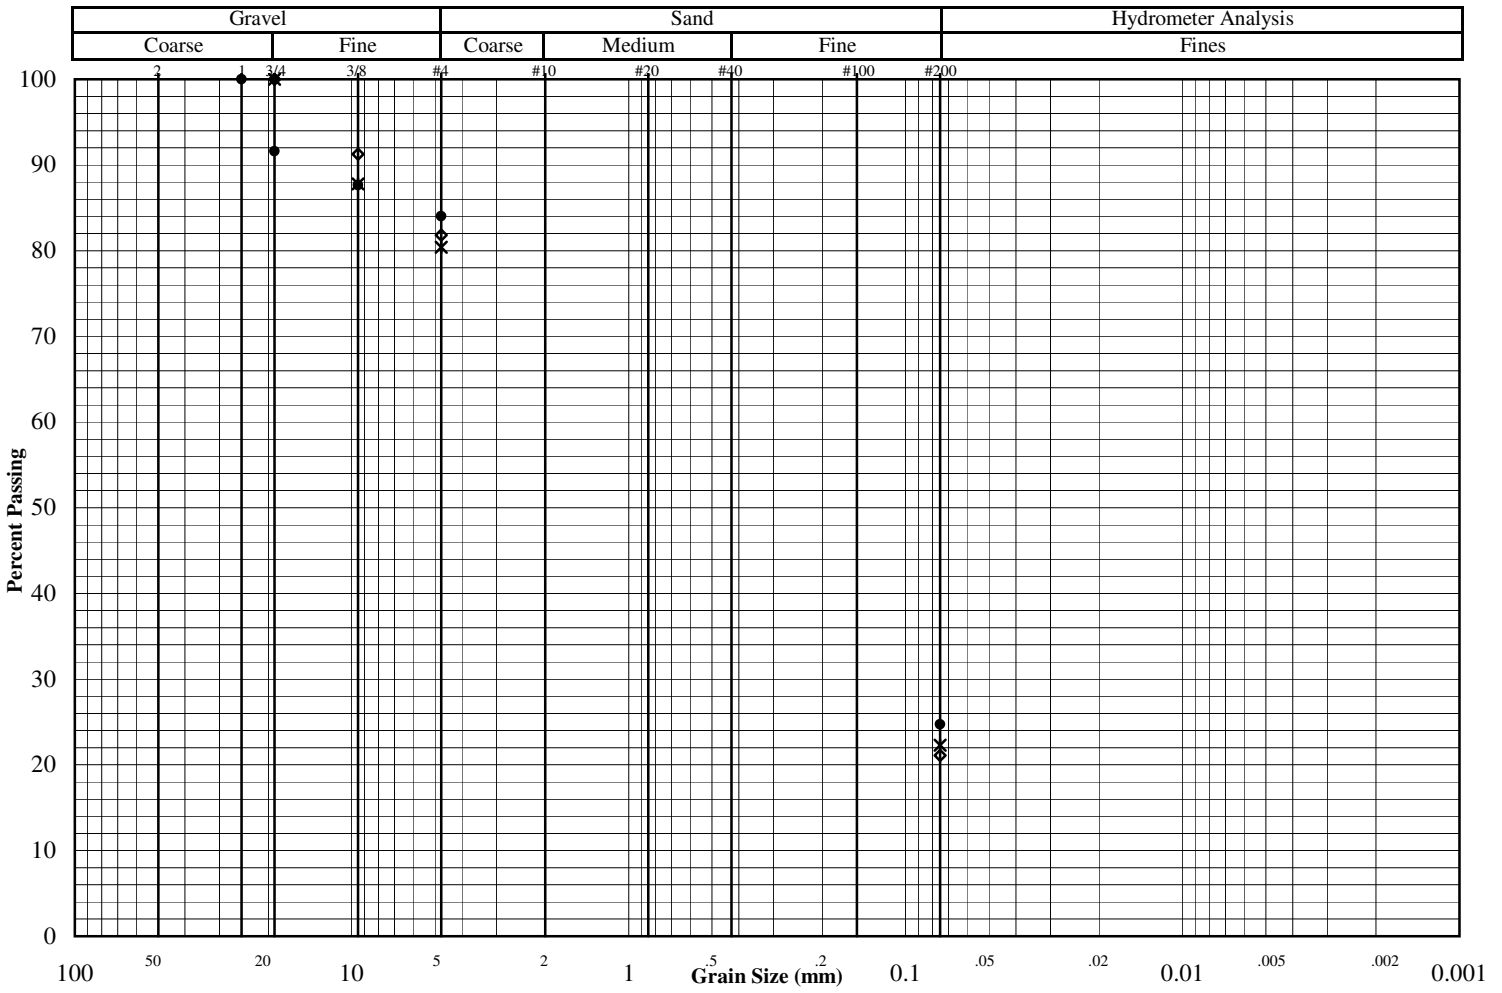 Gravel Sand Hydrometer Analysis
Coarse Fine Coarse Medium Fine Fines
2 1 3/4 3/8 #4 #10 #20 #40 #100 #200
100
90
80
70
60
50
40
30
20
10
0
Percent Passing
100 50 20 10 5 2 1 .5 .2 0.1 .05 .02 0.01 .005 .002 0.001
Grain Size (mm)